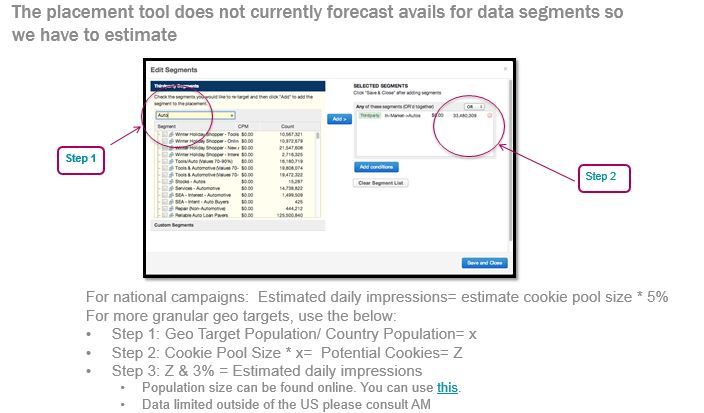 The placement tool does not currently forecast avails for data segments so
we have to estimate
Edit Segments
Thirdparty Segments
Check the segments you would like to re-target and then click "Add" to add the
segment to the placement.
Auto
Segment CPM Count
Winter Holiday Shopper - Tools $0.00 10,567,321
Winter Holiday Shopper - Onlin $0.00 10,972,679
Winter Holiday Shopper - New $0.00 21,547,608
Winter Holiday Shopper - Intere $0.00 2,716,325
Tools/Auto (Values 70-90%) $0.00 18,180,719
Tools & Automotive (Values 70- $0.00 19,808,074
Tools & Automotive (Values 70- $0.00 19,472,322
Stocks - Autos $0.00 15,297
Services - Automotive $0.00 14,738,822
SEA - Interest - Automotive $0.00 1,499,509
SEA - Intent - Auto Buyers $0.00 425
Repair (Non-Automotive) $0.00 444,212
Reliable Auto Loan Payers $0.00 125,500,840
Custom Segments
Add >
SELECTED SEGMENTS
Click "Save & Close" after adding segments
Any of these segments (OR'd together) OR
Thirdparty In-Market->Autos $0.00 33,480,309
Add conditions
Clear Segment List
Save and Close
Step 1
Step 2
For national campaigns: Estimated daily impressions= estimate cookie pool size * 5%
For more granular geo targets, use the below:
• Step 1: Geo Target Population/ Country Population= x
• Step 2: Cookie Pool Size * x= Potential Cookies= Z
• Step 3: Z & 3% = Estimated daily impressions
• Population size can be found online. You can use this.
• Data limited outside of the US please consult AM